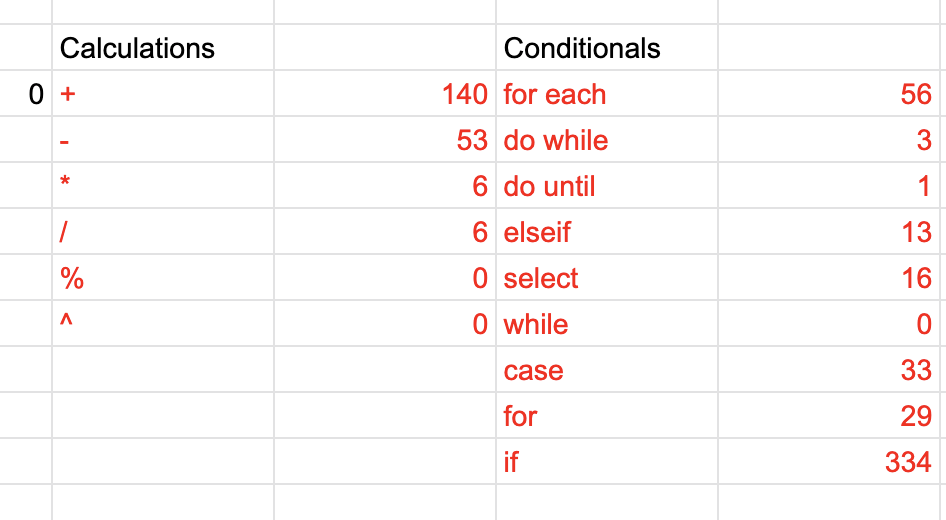 Calculations Conditionals
0 + 140 for each 56
- 53 do while 3
* 6 do until 1
/ 6 elseif 13
% 0 select 16
^ 0 while 0
case 33
for 29
if 334